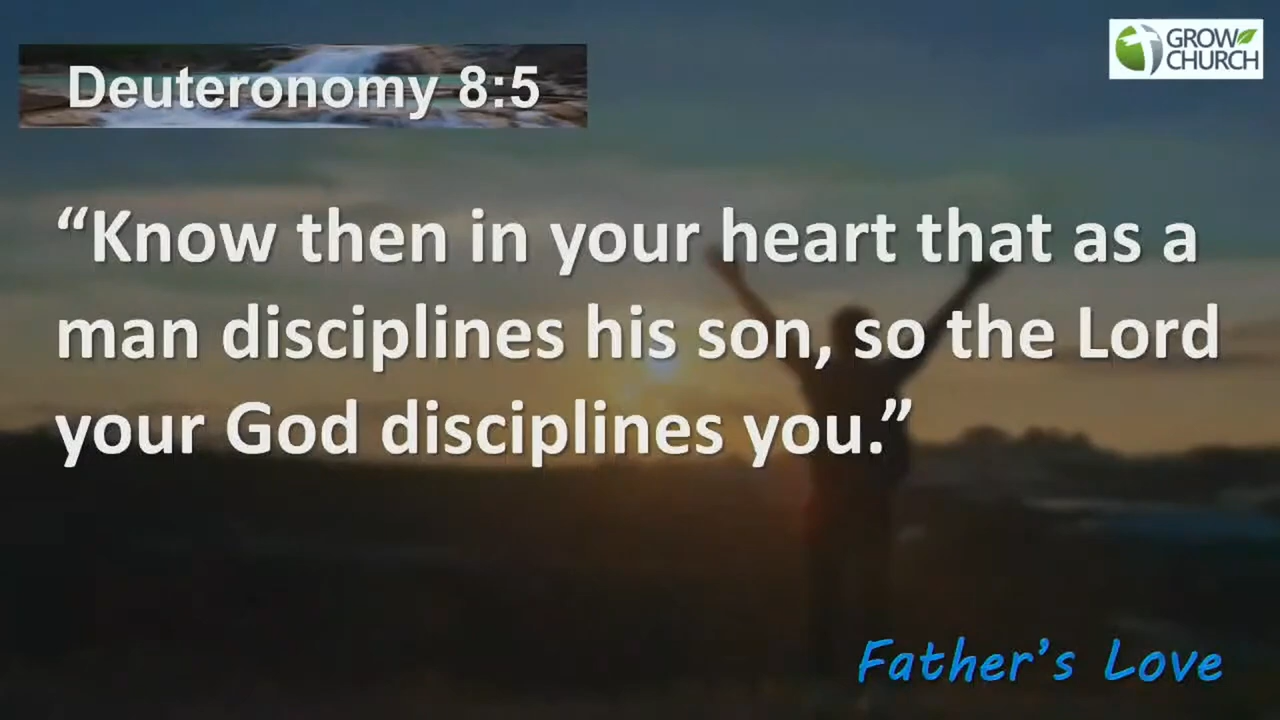 Deuteronomy 8:5
GROW
CHURCH
“Know then in your heart that as a
man disciplines his son, so the Lord
your God disciplines you.”
Father’s Love